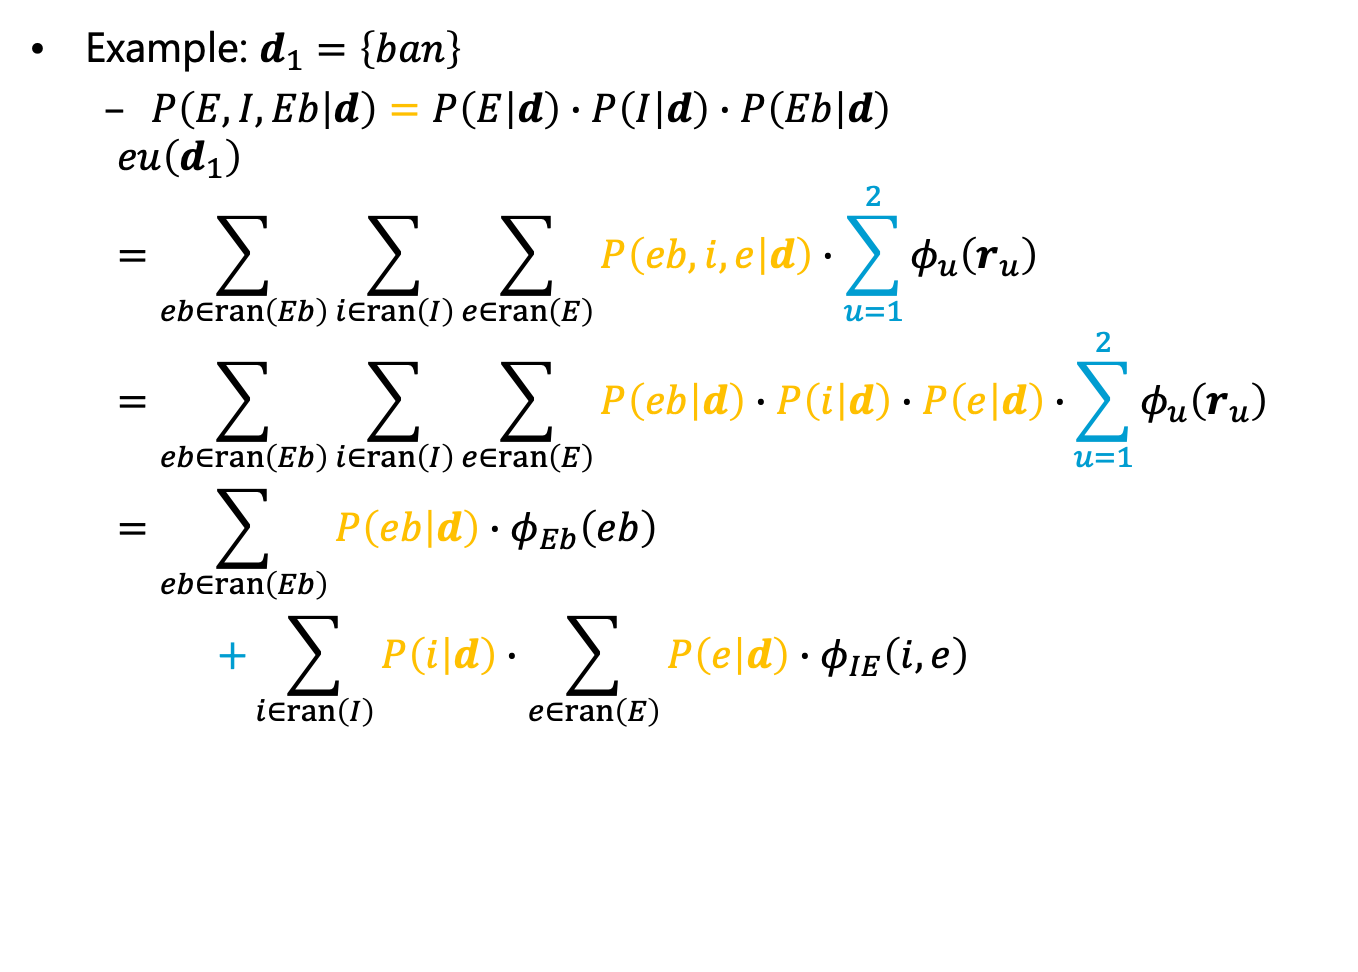 • Example: 𝒅₁ = {ban}
– P(E, I, Eb|𝒅) = P(E|𝒅) · P(I|𝒅) · P(Eb|𝒅)
eu(𝒅₁)
= ∑_{eb∈ran(Eb)} ∑_{i∈ran(I)} ∑_{e∈ran(E)} P(eb, i, e|𝒅) · ∑_{u=1}^{2} ϕ_u(𝒓_u)
= ∑_{eb∈ran(Eb)} ∑_{i∈ran(I)} ∑_{e∈ran(E)} P(eb|𝒅) · P(i|𝒅) · P(e|𝒅) · ∑_{u=1}^{2} ϕ_u(𝒓_u)
= ∑_{eb∈ran(Eb)} P(eb|𝒅) · ϕ_{Eb}(eb)
+ ∑_{i∈ran(I)} P(i|𝒅) · ∑_{e∈ran(E)} P(e|𝒅) · ϕ_{IE}(i, e)